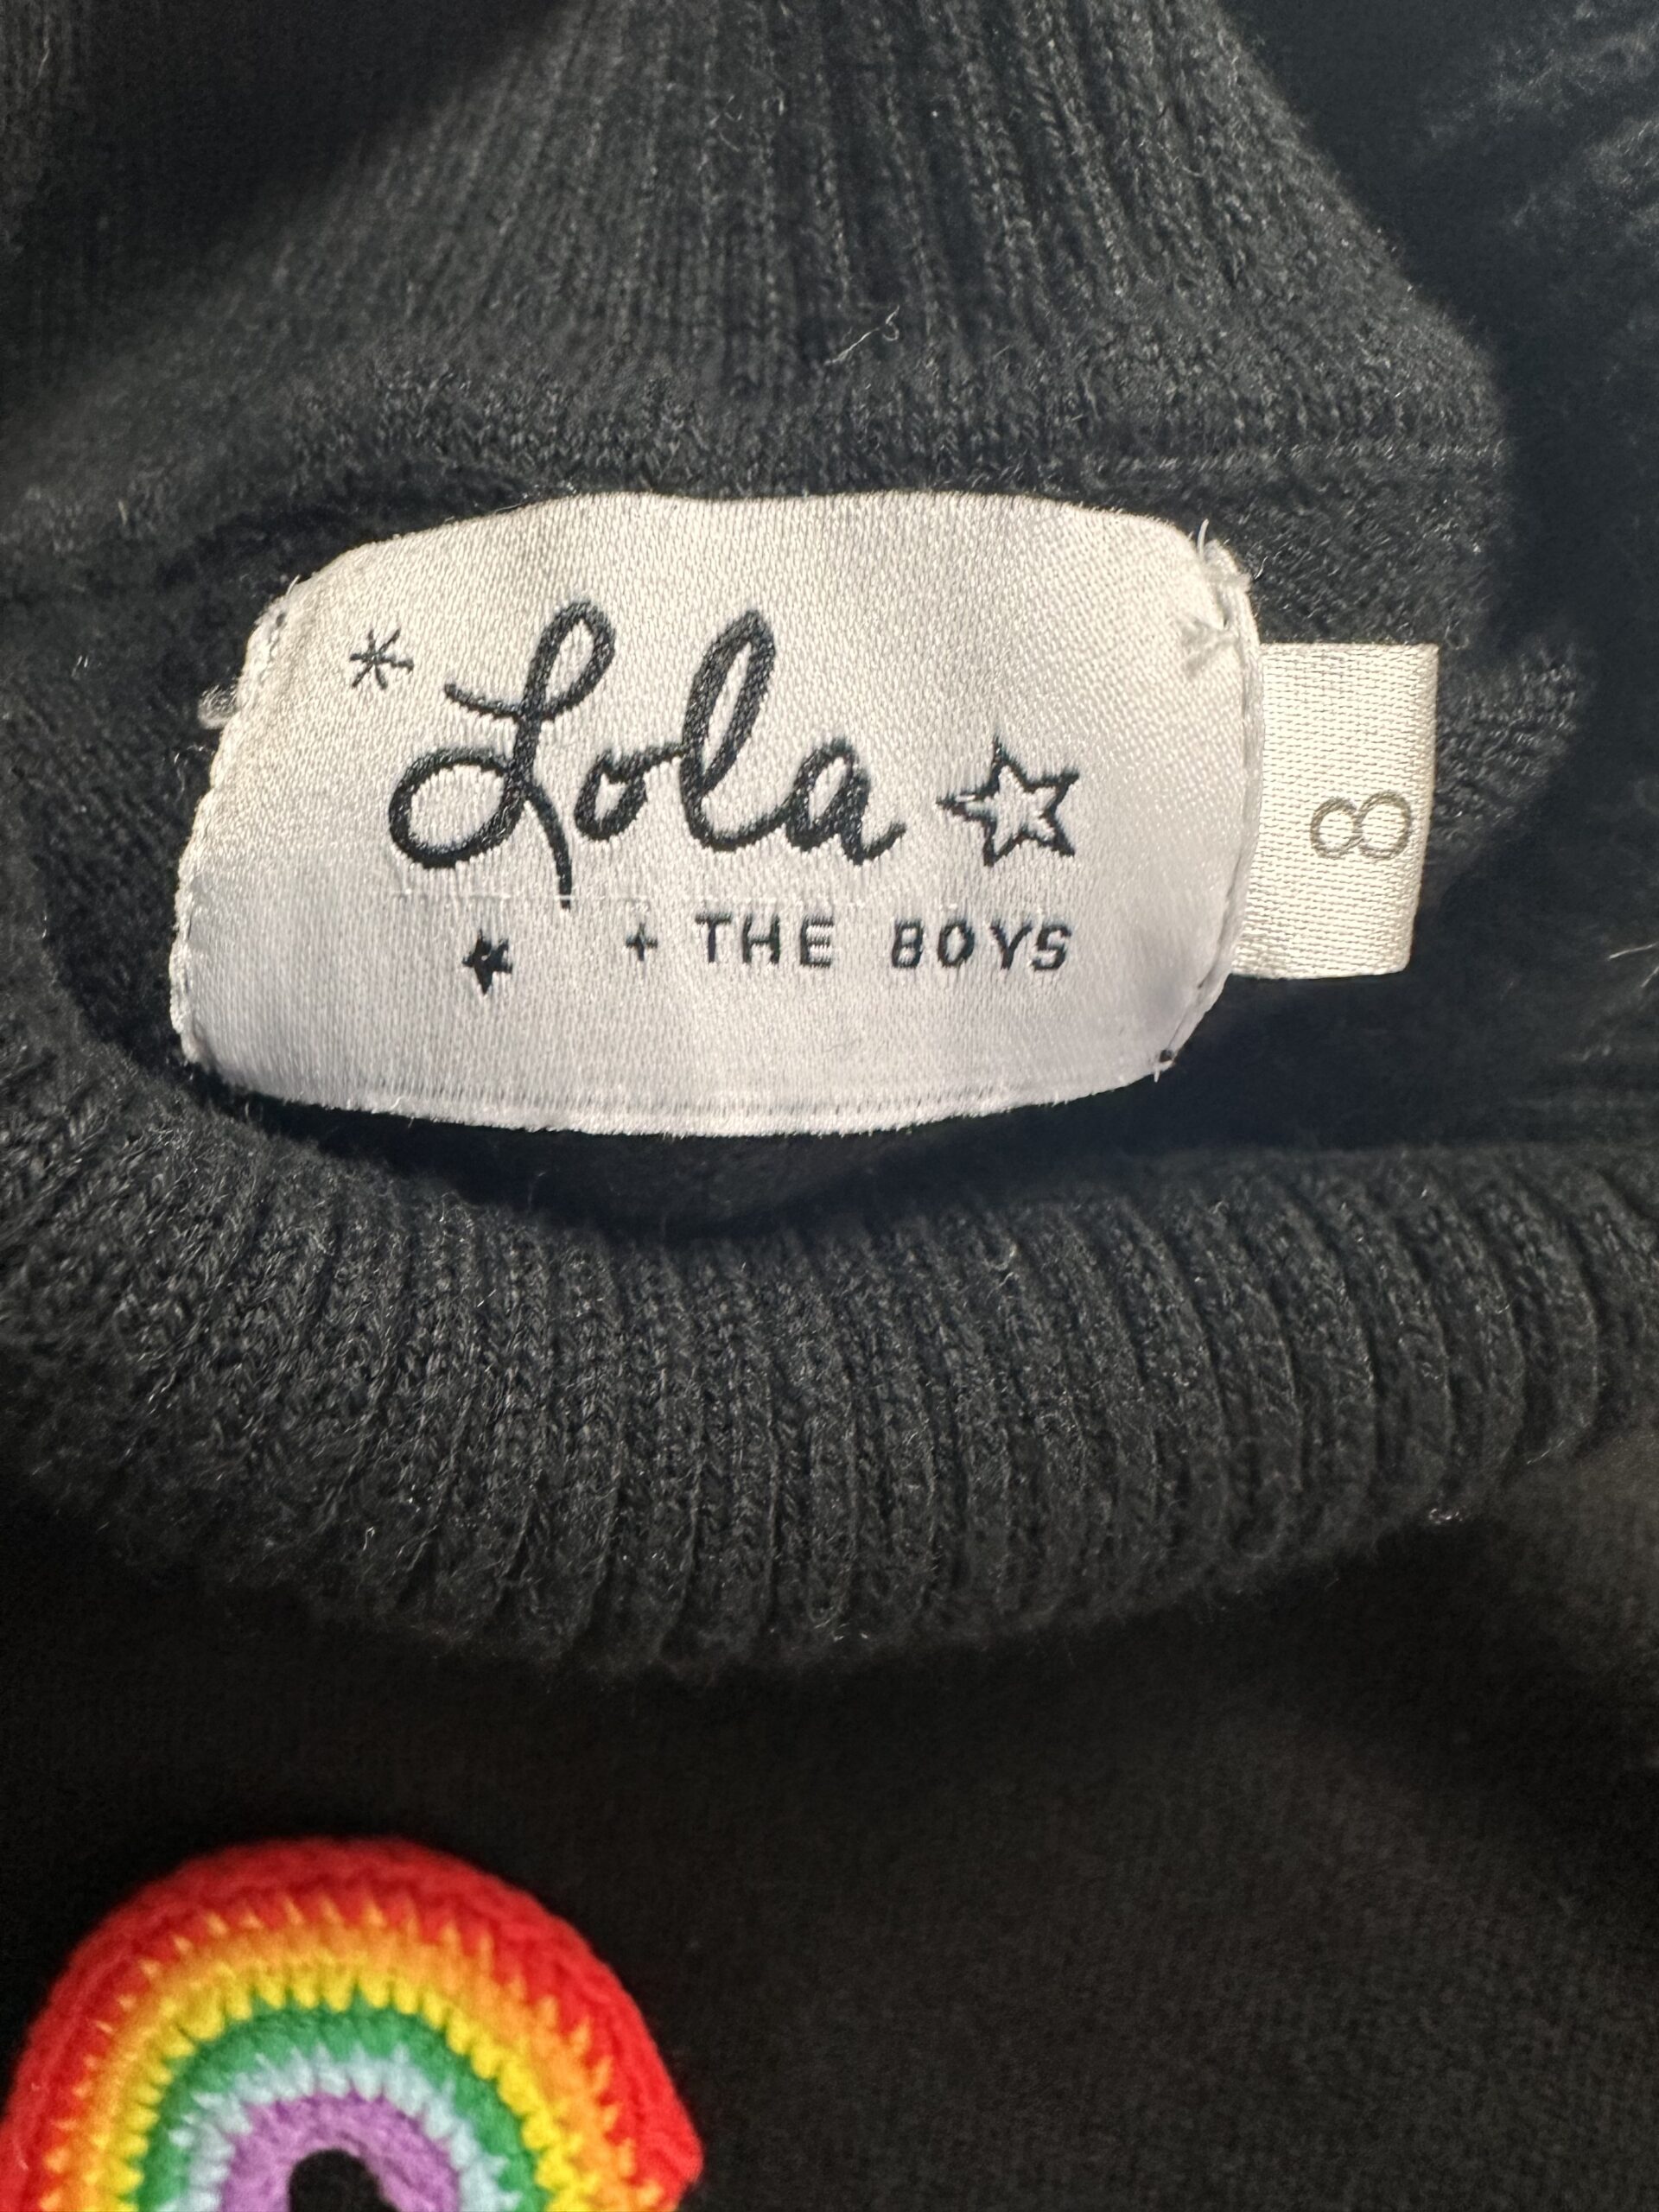 Lola
+ THE BOYS
8